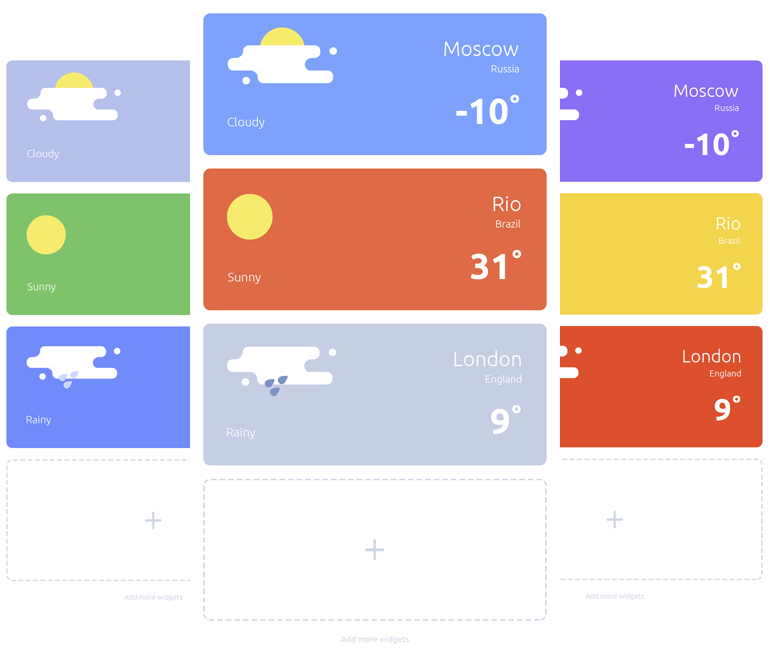 Cloudy
Sunny
Rainy
Add more widgets
Moscow
Russia
-10°
Cloudy
Rio
Brazil
31°
Sunny
London
England
9°
Rainy
Add more widgets
Moscow
Russia
-10°
Rio
Brazil
31°
London
England
9°
Add more widgets